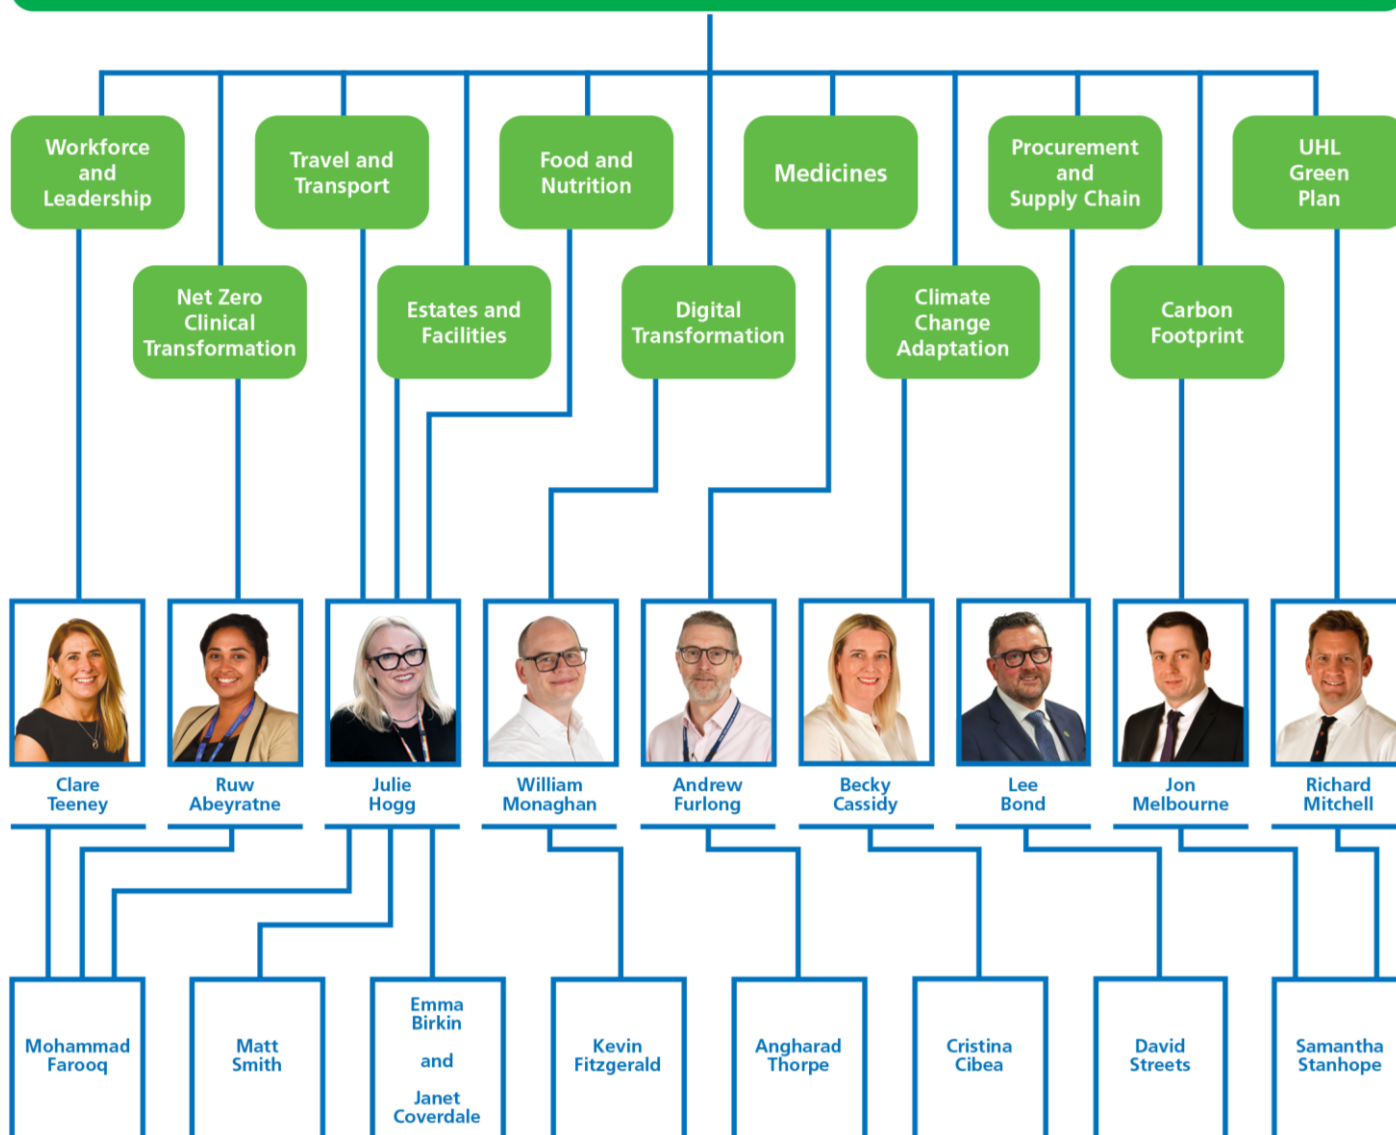 Workforce
and
Leadership
Travel and
Transport
Food and
Nutrition
Medicines
Procurement
and
Supply Chain
UHL
Green
Plan
Net Zero
Clinical
Transformation
Estates and
Facilities
Digital
Transformation
Climate
Change
Adaptation
Carbon
Footprint
Clare
Teeney
Ruw
Abeyratne
Julie
Hogg
William
Monaghan
Andrew
Furlong
Becky
Cassidy
Lee
Bond
Jon
Melbourne
Richard
Mitchell
Mohammad
Farooq
Matt
Smith
Emma
Birkin
and
Janet
Coverdale
Kevin
Fitzgerald
Angharad
Thorpe
Cristina
Cibea
David
Streets
Samantha
Stanhope